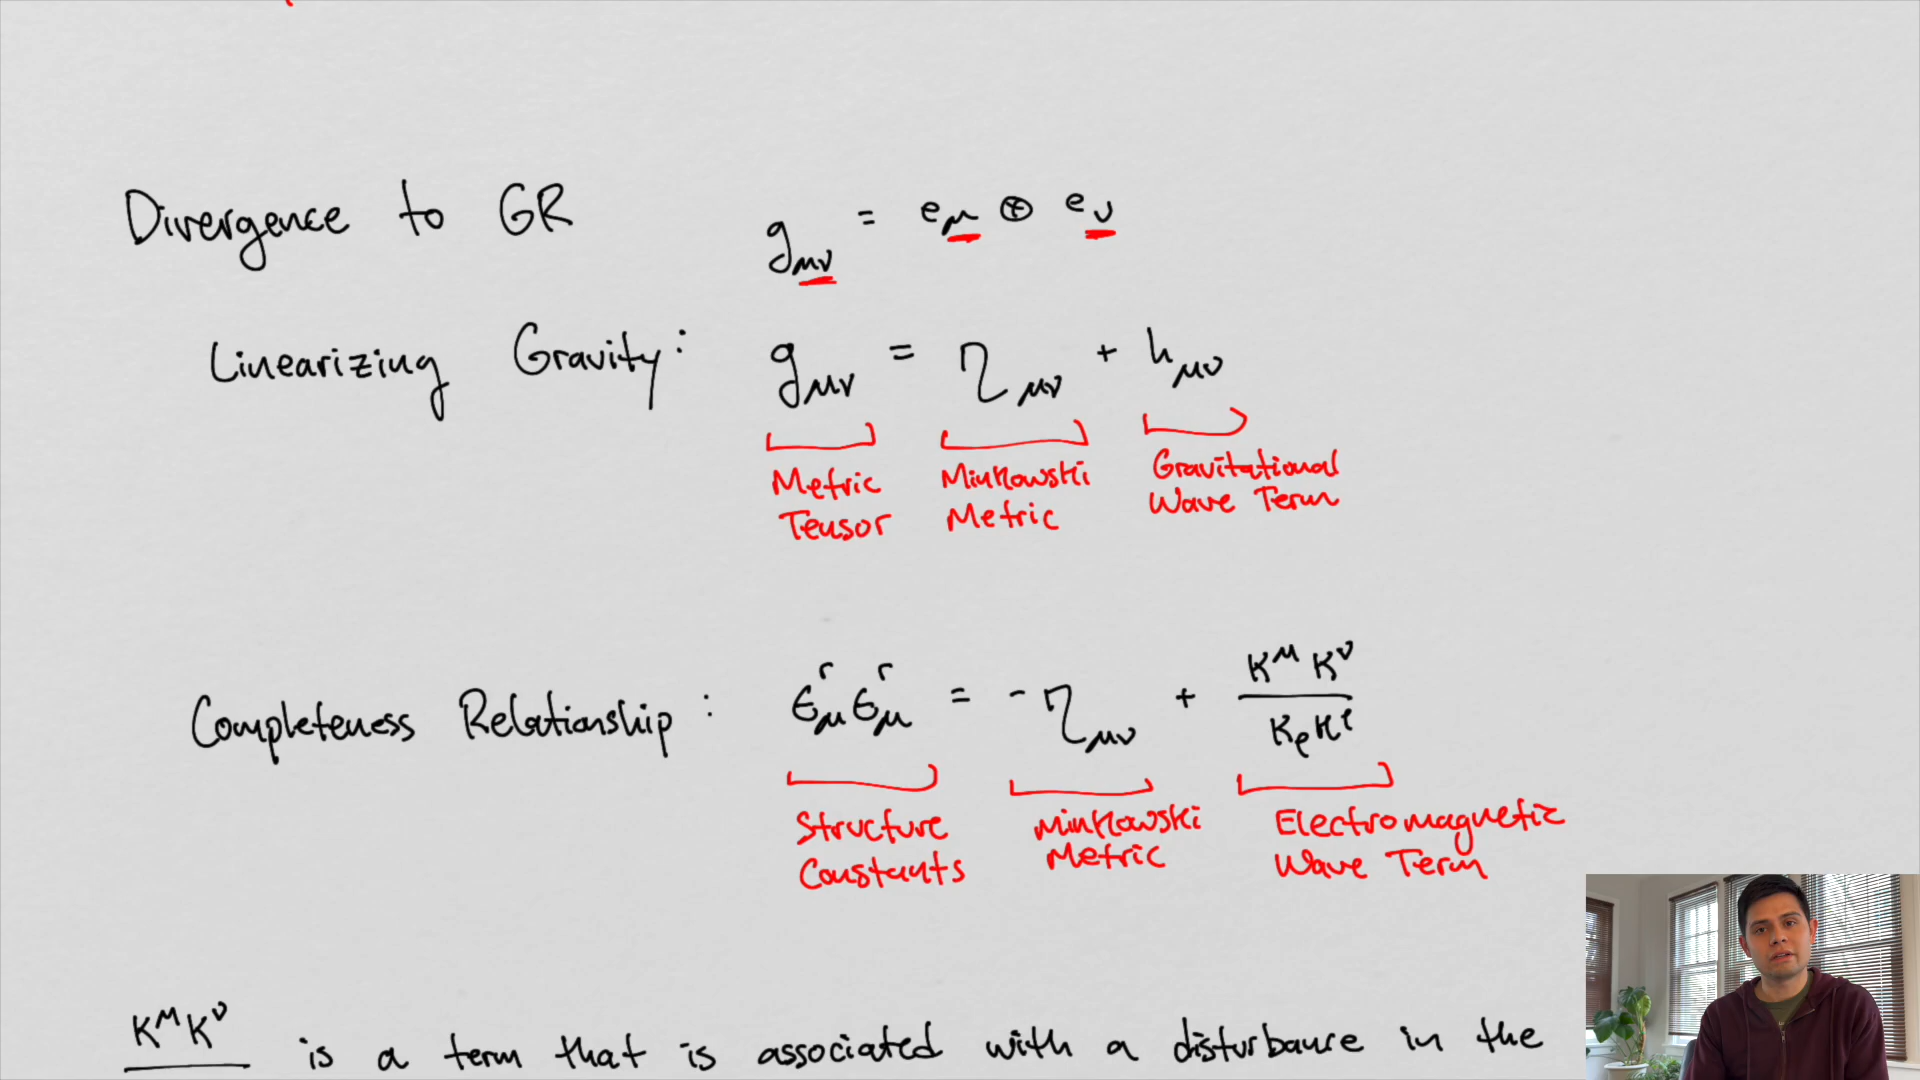 Divergence to GR
g_μν = e_μ ⊕ e_ν
Linearizing Gravity: g_μν = η_μν + h_μν
Metric Tensor
Minkowski Metric
Gravitational Wave Term
Completeness Relationship: ϵ^r_μ ϵ^r_μ = -η_μν + K^μ K^ν / K_ρ K^ρ
Structure Constants
Minkowski Metric
Electromagnetic Wave Term
K^μ K^ν is a term that is associated with a disturbance in the